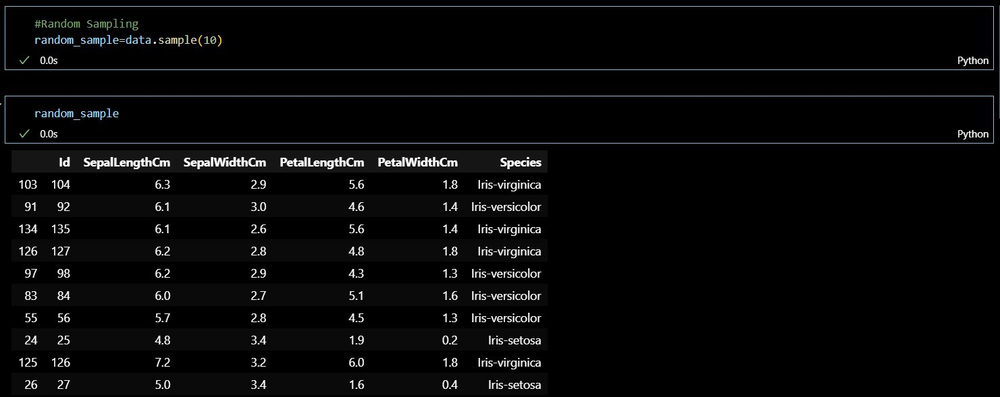 #Random Sampling
random_sample=data.sample(10)
0.0s
Python
random_sample
0.0s
Python
Id SepalLengthCm SepalWidthCm PetalLengthCm PetalWidthCm Species
103 104 6.3 2.9 5.6 1.8 Iris-virginica
91 92 6.1 3.0 4.6 1.4 Iris-versicolor
134 135 6.1 2.6 5.6 1.4 Iris-virginica
126 127 6.2 2.8 4.8 1.8 Iris-virginica
97 98 6.2 2.9 4.3 1.3 Iris-versicolor
83 84 6.0 2.7 5.1 1.6 Iris-versicolor
55 56 5.7 2.8 4.5 1.3 Iris-versicolor
24 25 4.8 3.4 1.9 0.2 Iris-setosa
125 126 7.2 3.2 6.0 1.8 Iris-virginica
26 27 5.0 3.4 1.6 0.4 Iris-setosa